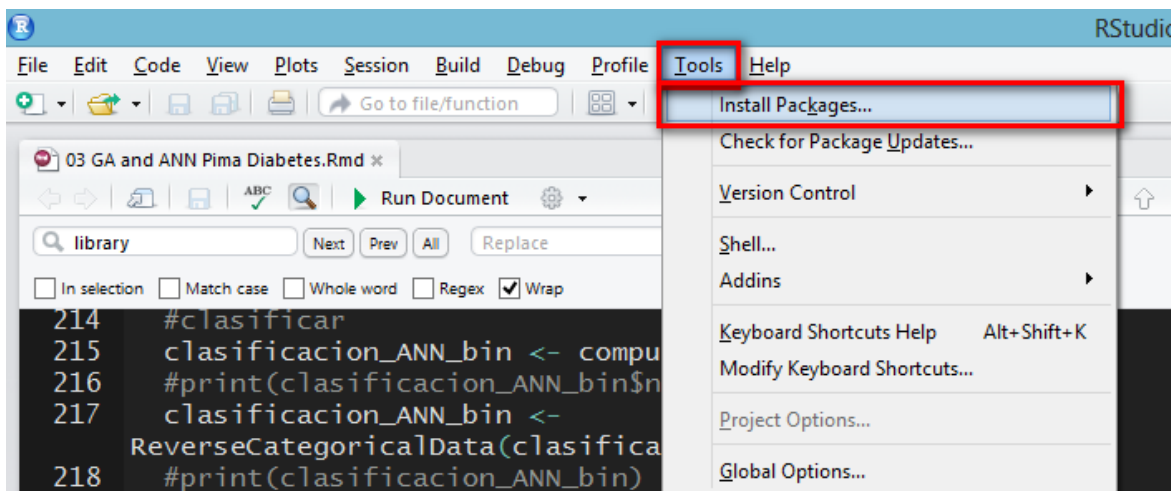 RStudio
File Edit Code View Plots Session Build Debug Profile Tools Help
Go to file/function
Install Packages...
Check for Package Updates...
Version Control
Shell...
Addins
Keyboard Shortcuts Help Alt+Shift+K
Modify Keyboard Shortcuts...
Project Options...
Global Options...
03 GA and ANN Pima Diabetes.Rmd
ABC Run Document
library Next Prev All Replace
In selection Match case Whole word Regex Wrap
214 #clasificar
215 clasificacion_ANN_bin <- compu
216 #print(clasificacion_ANN_bin$n
217 clasificacion_ANN_bin <-
ReverseCategoricalData(clasifica
218 #print(clasificacion_ANN_bin)